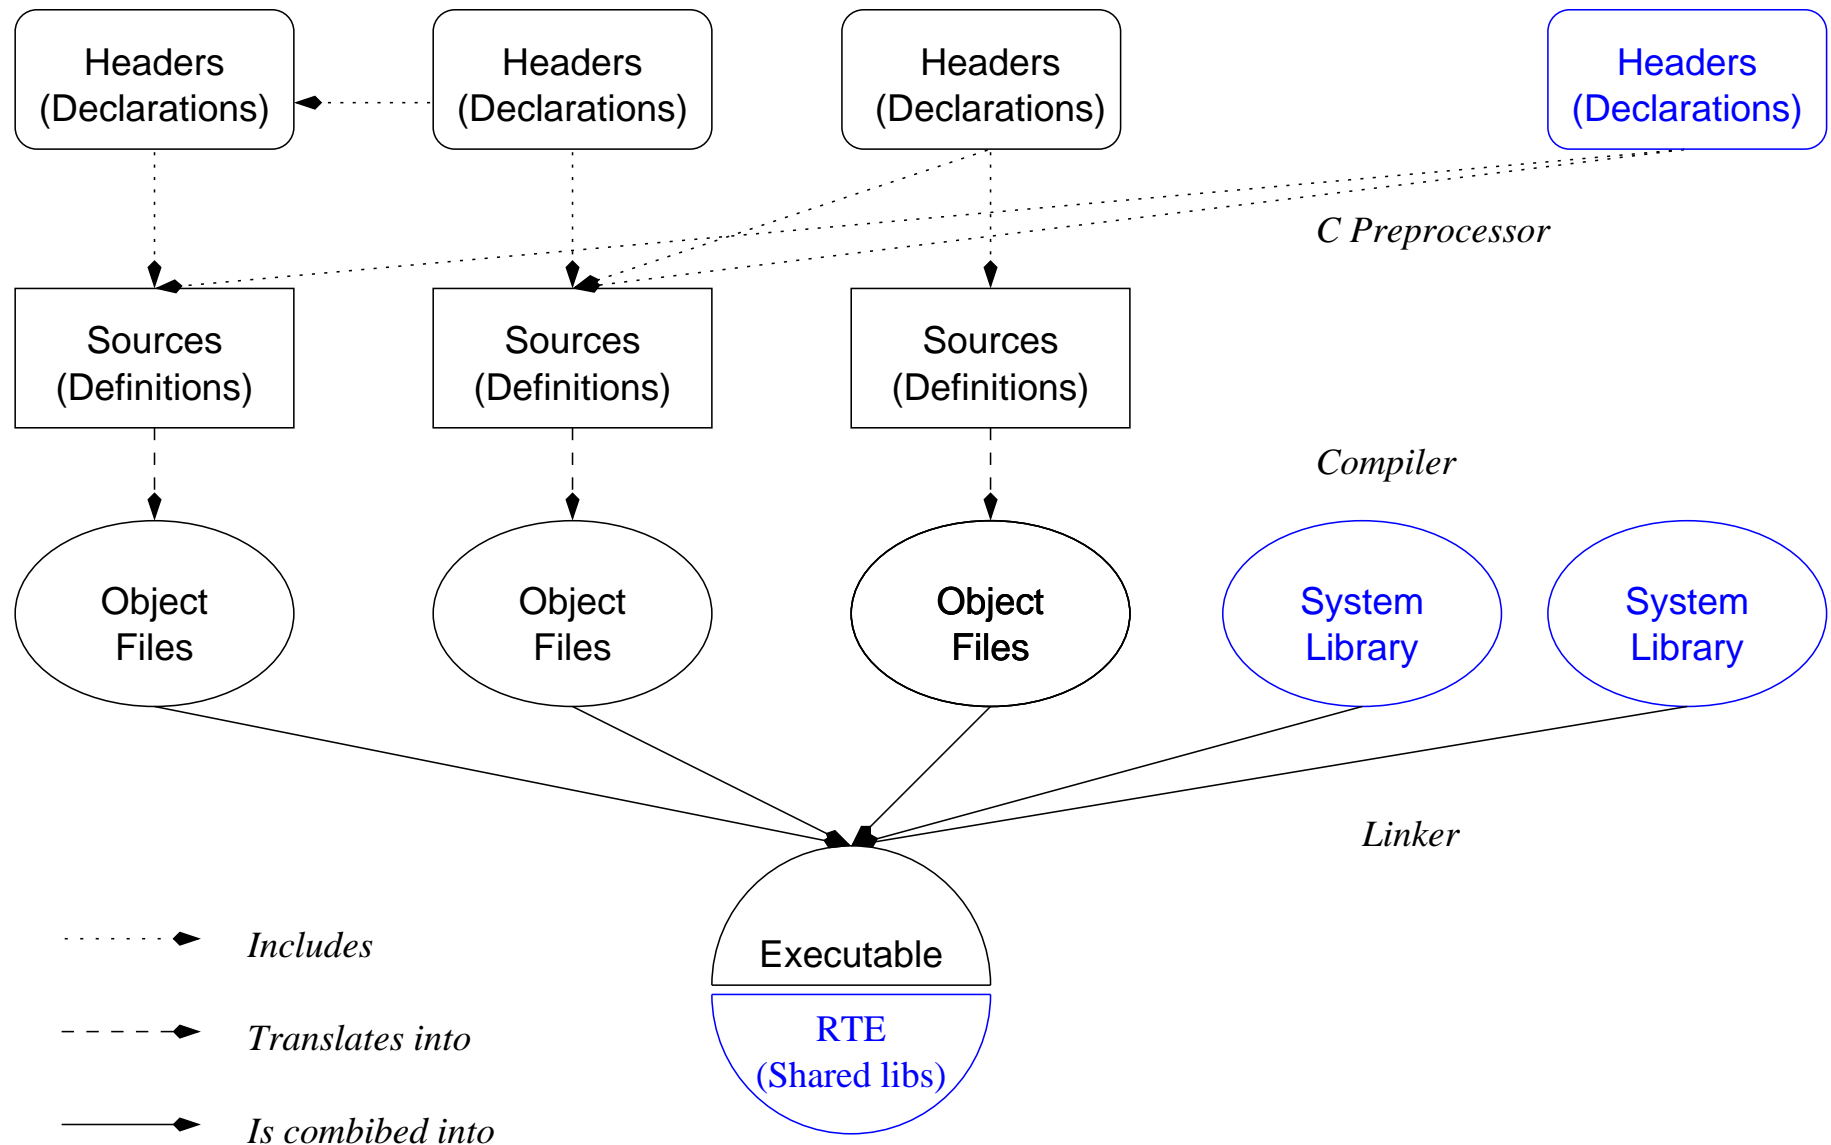 Headers
(Declarations)
Headers
(Declarations)
Headers
(Declarations)
Headers
(Declarations)
C Preprocessor
Sources
(Definitions)
Sources
(Definitions)
Sources
(Definitions)
Compiler
Object
Files
Object
Files
Object
Files
System
Library
System
Library
Linker
Executable
RTE
(Shared libs)
Includes
Translates into
Is combibed into